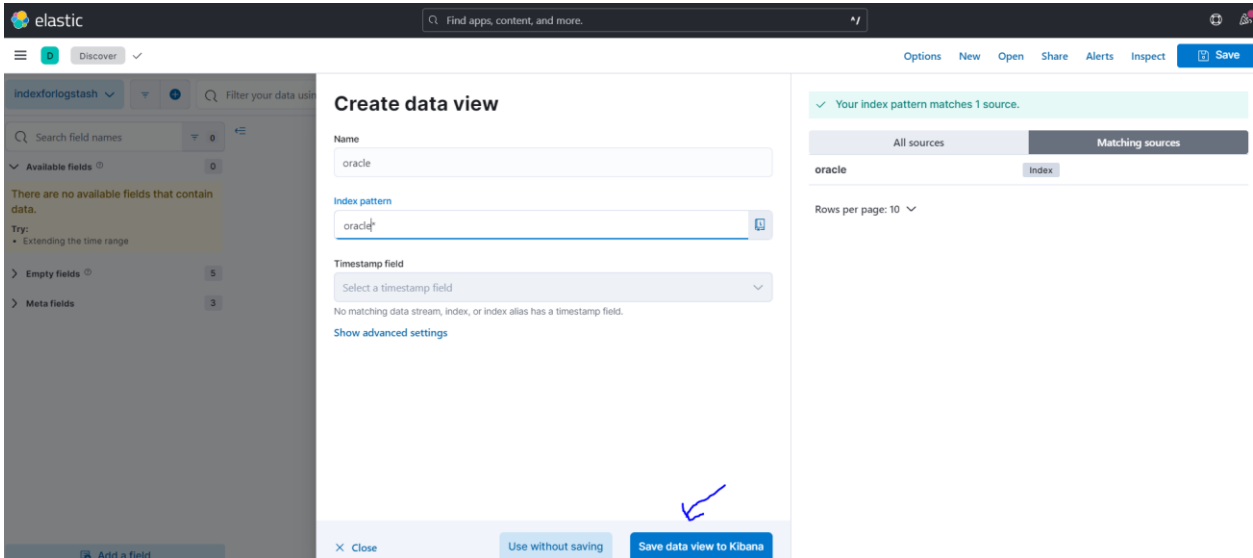 elastic
Find apps, content, and more.
^/
D Discover
Options New Open Share Alerts Inspect Save
indexforlogstash
Filter your data usin
Search field names 0
Available fields 0
There are no available fields that contain
data.
Try:
• Extending the time range
Empty fields 5
Meta fields 3
Add a field
Create data view
Name
oracle
Index pattern
oracle*
Timestamp field
Select a timestamp field
No matching data stream, index, or index alias has a timestamp field.
Show advanced settings
Close Use without saving Save data view to Kibana
Your index pattern matches 1 source.
All sources Matching sources
oracle Index
Rows per page: 10